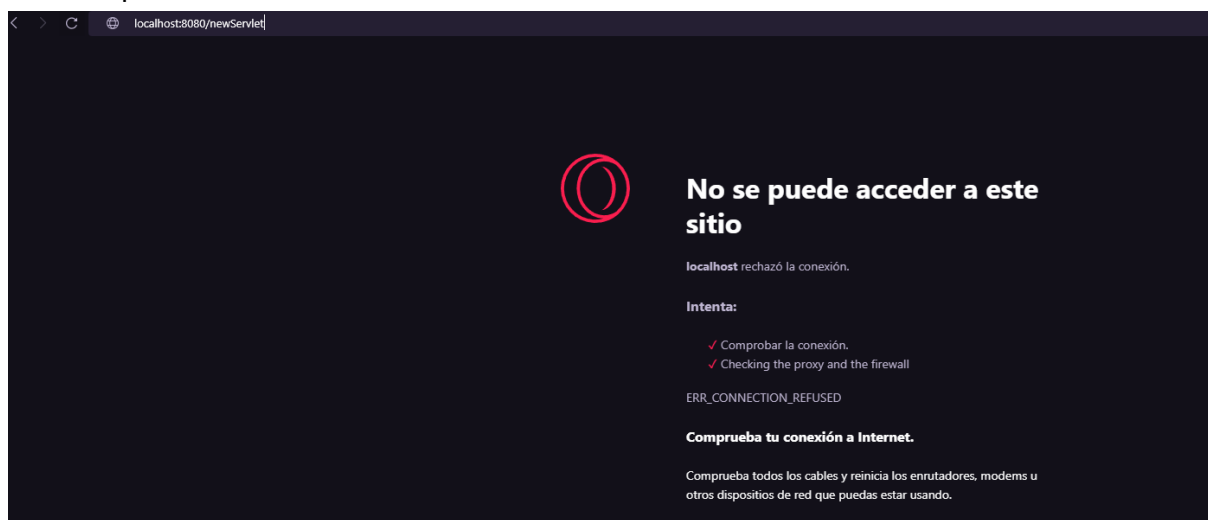 localhost:8080/newServlet
No se puede acceder a este
sitio
localhost rechazó la conexión.
Intenta:
✓ Comprobar la conexión.
✓ Checking the proxy and the firewall
ERR_CONNECTION_REFUSED
Comprueba tu conexión a Internet.
Comprueba todos los cables y reinicia los enrutadores, modems u
otros dispositios de red que puedas estar usando.